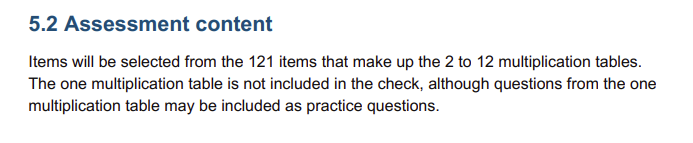 5.2 Assessment content
Items will be selected from the 121 items that make up the 2 to 12 multiplication tables.
The one multiplication table is not included in the check, although questions from the one
multiplication table may be included as practice questions.